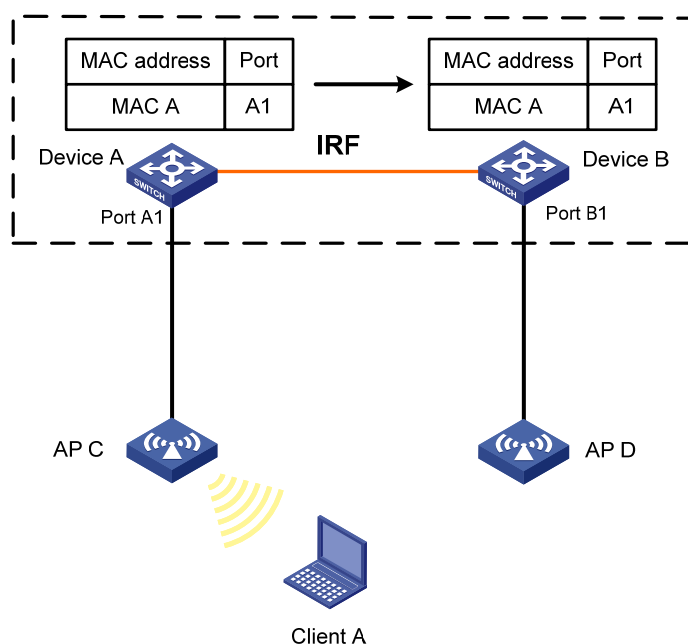 MAC address Port
MAC A A1
MAC address Port
MAC A A1
IRF
Device A
Device B
SWITCH
SWITCH
Port A1
Port B1
AP C
AP D
Client A